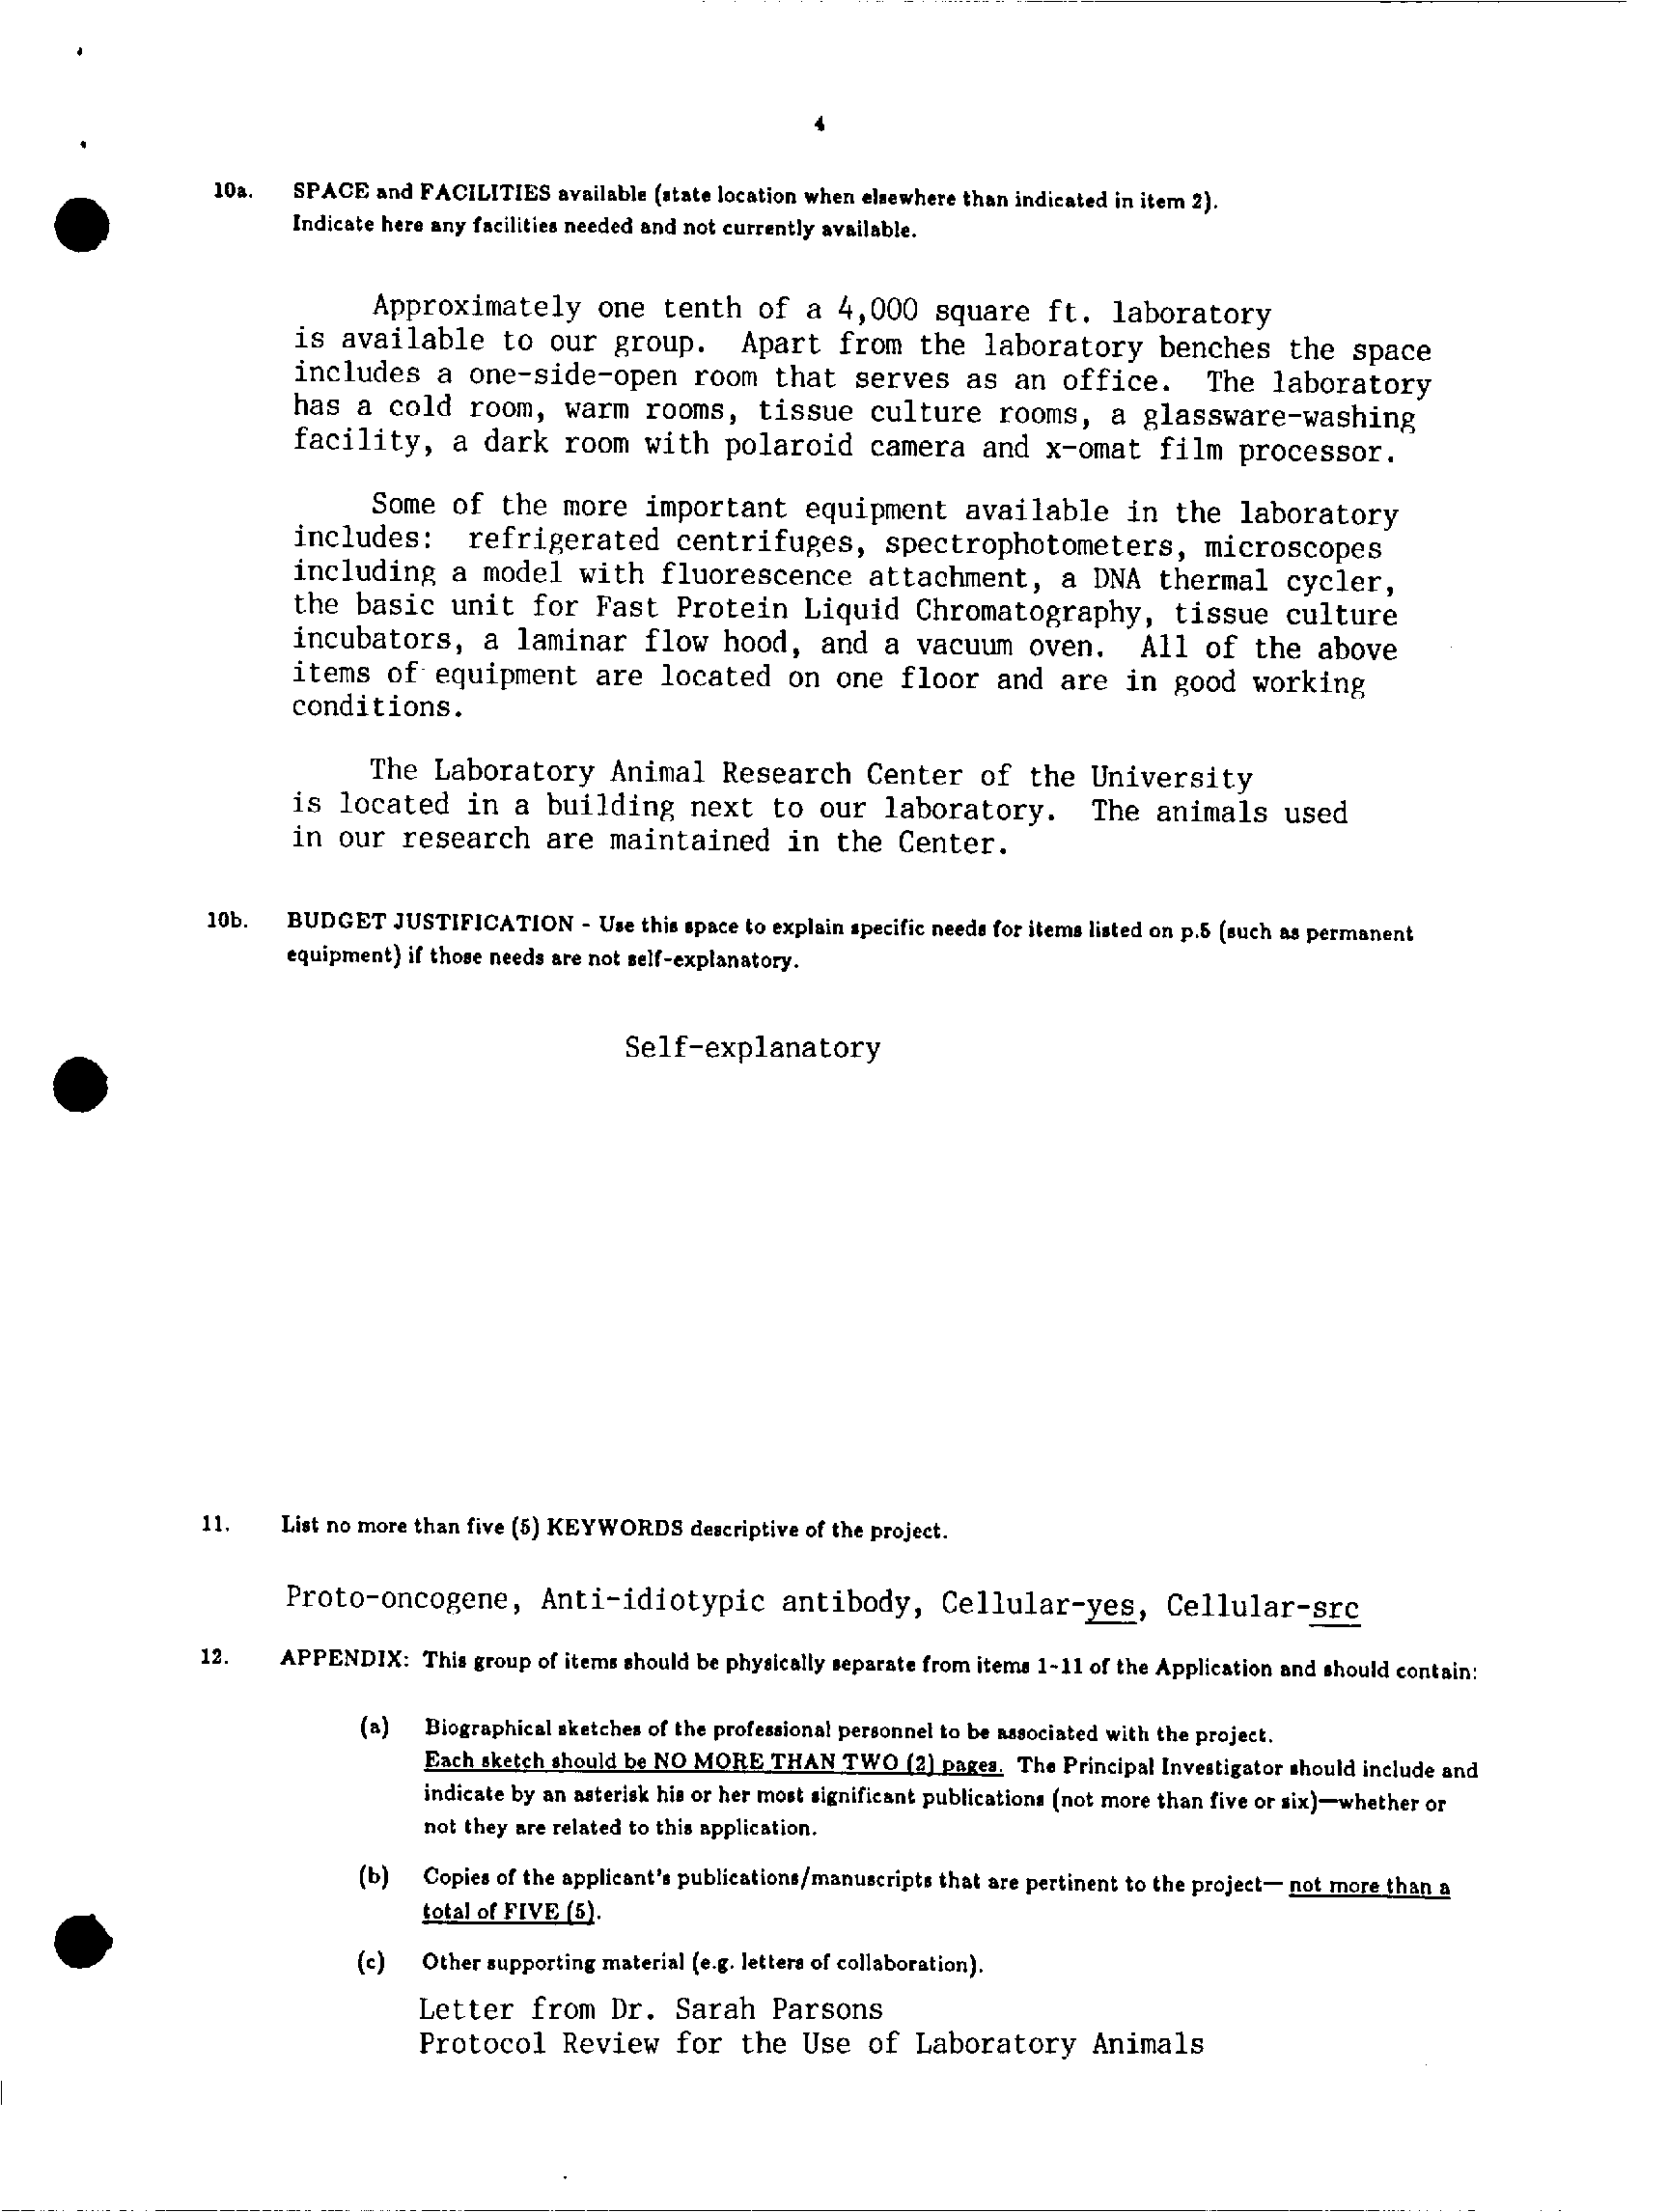 4
10a. SPACE and FACILITIES available (state location when elsewhere than indicated in item 2).
Indicate here any facilities needed and not currently available.
Approximately one tenth of a 4,000 square ft. laboratory
is available to our group. Apart from the laboratory benches the space
includes a one-side-open room that serves as an office. The laboratory
has a cold room, warm rooms, tissue culture rooms, a glassware-washing
facility, a dark room with polaroid camera and x-omat film processor.
Some of the more important equipment available in the laboratory
includes: refrigerated centrifuges, spectrophotometers, microscopes
including a model with fluorescence attachment, a DNA thermal cycler,
the basic unit for Fast Protein Liquid Chromatography, tissue culture
incubators, a laminar flow hood, and a vacuum oven. All of the above
items of equipment are located on one floor and are in good working
conditions.
The Laboratory Animal Research Center of the University
is located in a building next to our laboratory. The animals used
in our research are maintained in the Center.
10b. BUDGET JUSTIFICATION - Use this space to explain specific needs for items listed on p.5 (such as permanent
equipment) if those needs are not self-explanatory.
Self-explanatory
11. List no more than five (5) KEYWORDS descriptive of the project.
Proto-oncogene, Anti-idiotypic antibody, Cellular-yes, Cellular-src
12. APPENDIX: This group of items should be physically separate from items 1-11 of the Application and should contain:
(a) Biographical sketches of the professional personnel to be associated with the project.
Each sketch should be NO MORE THAN TWO (2) pages. The Principal Investigator should include and
indicate by an asterisk his or her most significant publications (not more than five or six)—whether or
not they are related to this application.
(b) Copies of the applicant's publications/manuscripts that are pertinent to the project— not more than a
total of FIVE (5).
(c) Other supporting material (e.g. letters of collaboration).
Letter from Dr. Sarah Parsons
Protocol Review for the Use of Laboratory Animals